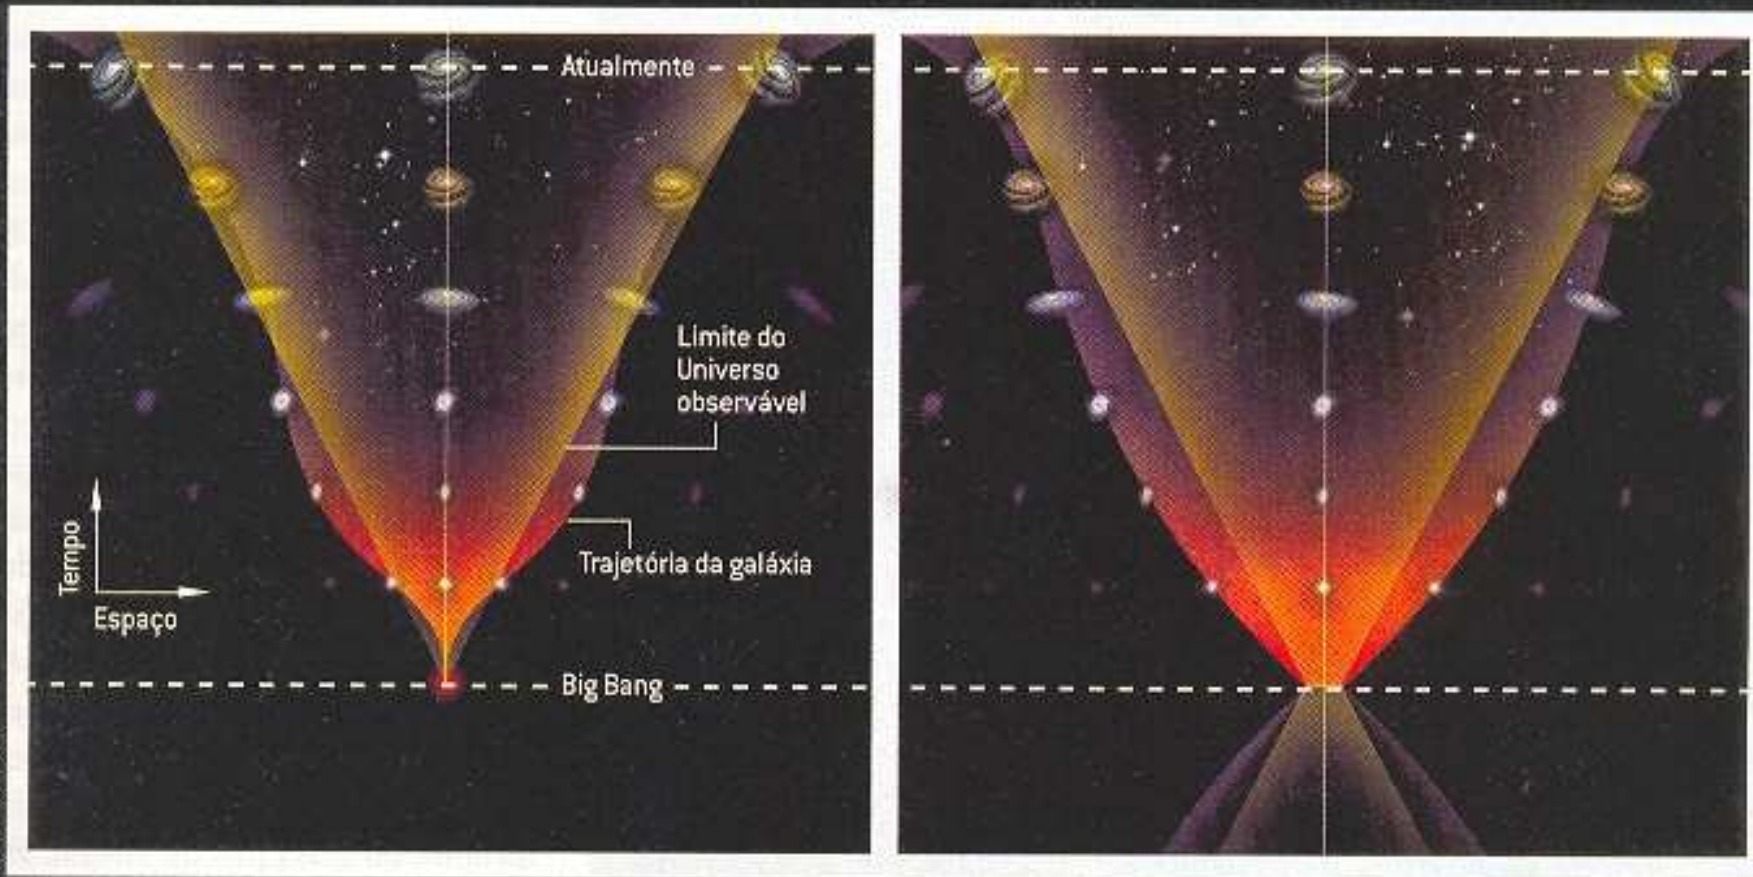 Atualmente
Limite do
Universo
observável
Trajetória da galáxia
Tempo
Espaço
Big Bang